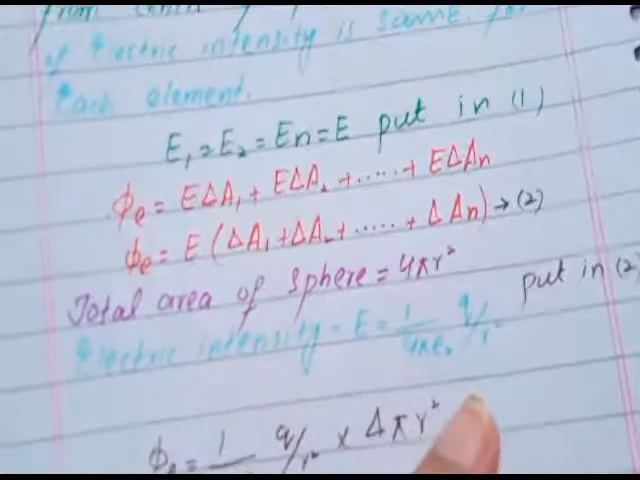 of Electric intensity is same for
Each element.
E₁ = E₂ = En = E put in (1)
ϕe = EΔA₁ + EΔA₂ + ..... + EΔAn
ϕe = E (ΔA₁ + ΔA₂ + ..... + ΔAn) → (2)
Total area of sphere = 4πr²
Electric intensity - E = 1/4πε₀ q/r² put in (2)
ϕe = 1 q/r² × 4πr²